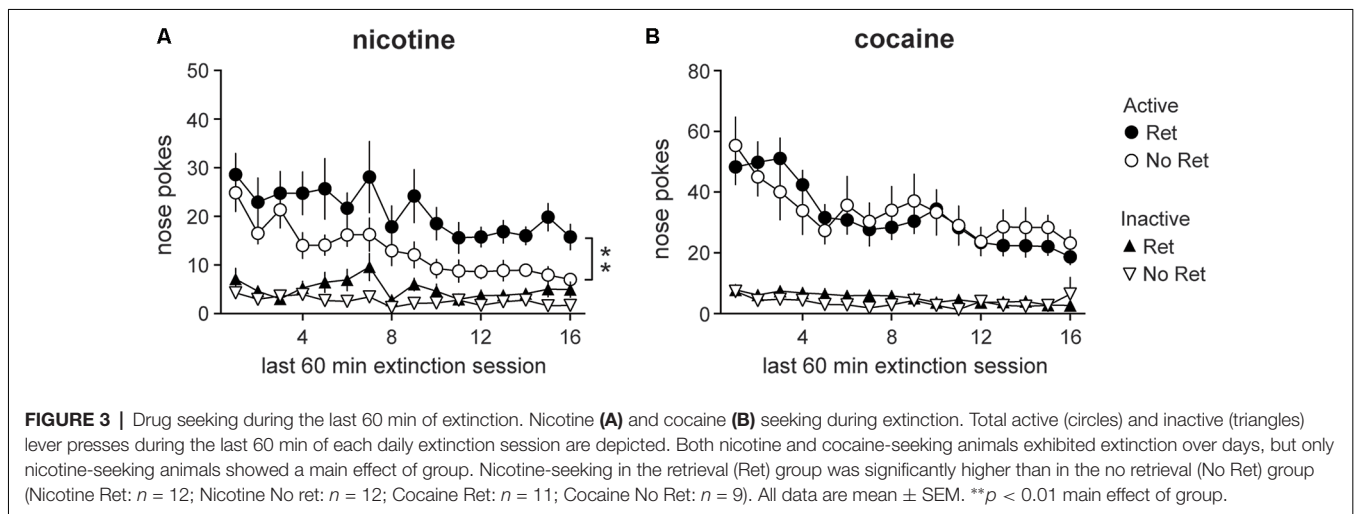 A
nicotine
50
40
30
20
10
0
nose pokes
4
8
12
16
last 60 min extinction session
**
B
cocaine
80
60
40
20
0
nose pokes
4
8
12
16
last 60 min extinction session
Active
Ret
No Ret
Inactive
Ret
No Ret
FIGURE 3 | Drug seeking during the last 60 min of extinction. Nicotine (A) and cocaine (B) seeking during extinction. Total active (circles) and inactive (triangles)
lever presses during the last 60 min of each daily extinction session are depicted. Both nicotine and cocaine-seeking animals exhibited extinction over days, but only
nicotine-seeking animals showed a main effect of group. Nicotine-seeking in the retrieval (Ret) group was significantly higher than in the no retrieval (No Ret) group
(Nicotine Ret: n = 12; Nicotine No ret: n = 12; Cocaine Ret: n = 11; Cocaine No Ret: n = 9). All data are mean ± SEM. **p < 0.01 main effect of group.